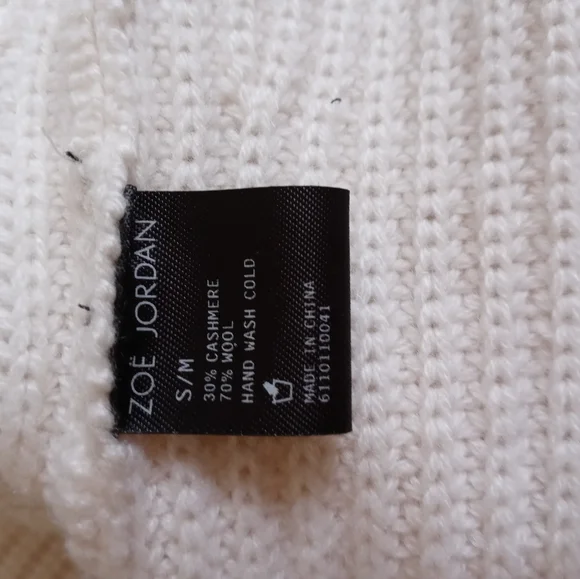 ZOË JORDAN
S/M
30% CASHMERE
70% WOOL
HAND WASH COLD
MADE IN CHINA
6110110041